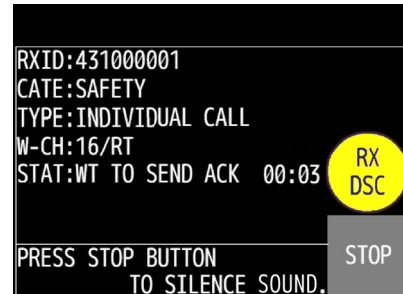 RXID:431000001
CATE:SAFETY
TYPE:INDIVIDUAL CALL
W-CH:16/RT
STAT:WT TO SEND ACK 00:03
RX
DSC
PRESS STOP BUTTON
TO SILENCE SOUND.
STOP